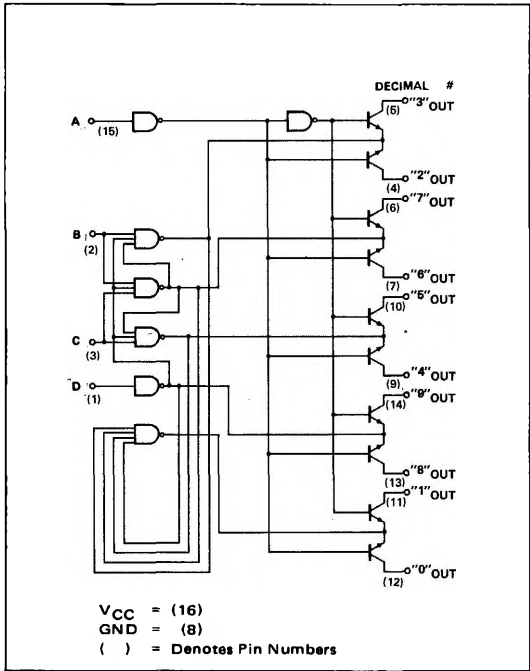 DECIMAL #
A
(15)
(5)
"3"OUT
(4)
"2"OUT
"7"OUT
(6)
B
(2)
(7)
"6"OUT
"5"OUT
(10)
C
(3)
D
(1)
(9)
"4"OUT
"9"OUT
(14)
(13)
"8"OUT
"1"OUT
(11)
(12)
"0"OUT
VCC = (16)
GND = (8)
( ) = Denotes Pin Numbers